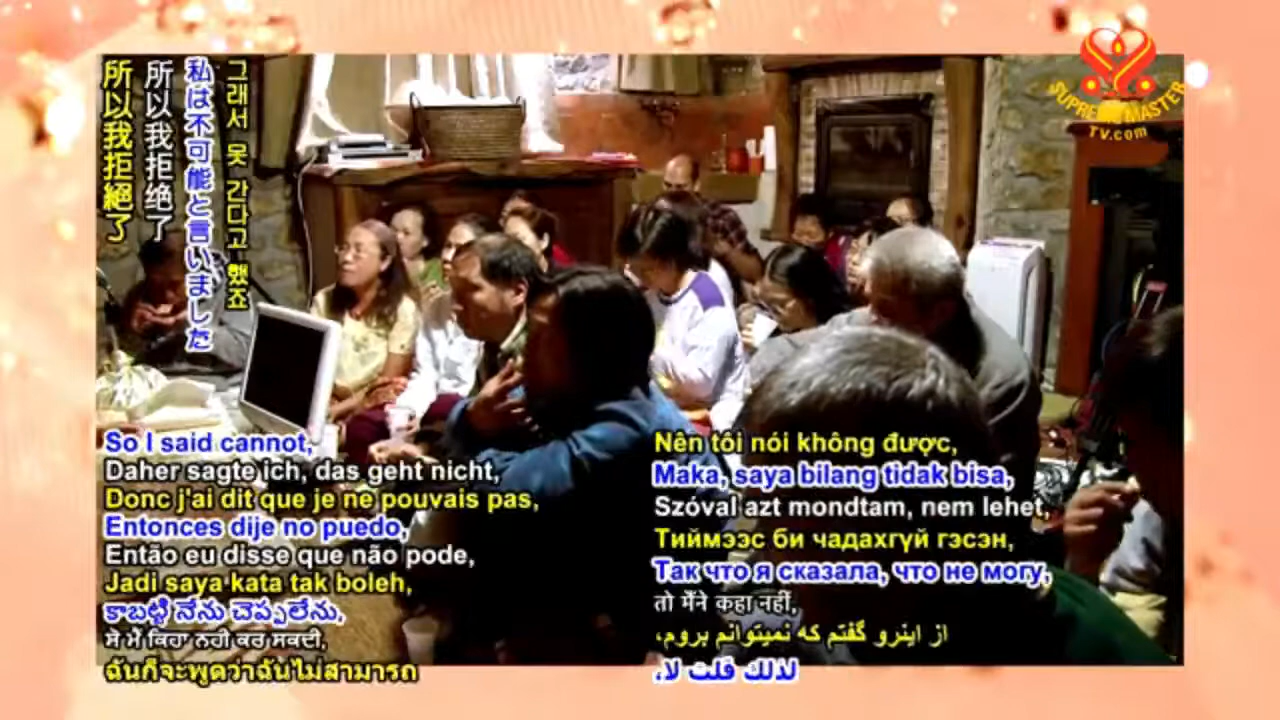 所以我拒絕了
所以我拒绝了
私は不可能と言いました
그래서 못 간다고 했죠
SUPREME MASTER
TV.com
So I said cannot,
Daher sagte ich, das geht nicht,
Donc j'ai dit que je ne pouvais pas,
Entonces dije no puedo,
Então eu disse que não pode,
Jadi saya kata tak boleh,
కాబట్టి నేను చెప్పలేను.
ਸੋ ਮੈਂ ਕਿਹਾ ਨਹੀਂ ਕਰ ਸਕਦੀ,
ฉันก็จะพูดว่าฉันไม่สามารถ
Nên tôi nói không được,
Maka, saya bilang tidak bisa,
Szóval azt mondtam, nem lehet,
Тиймээс би чадахгүй гэсэн,
Так что я сказала, что не могу,
तो मैंने कहा नहीं,
از اینرو گفتم که نمیتوانم بروم،
لذلك قلت لا،